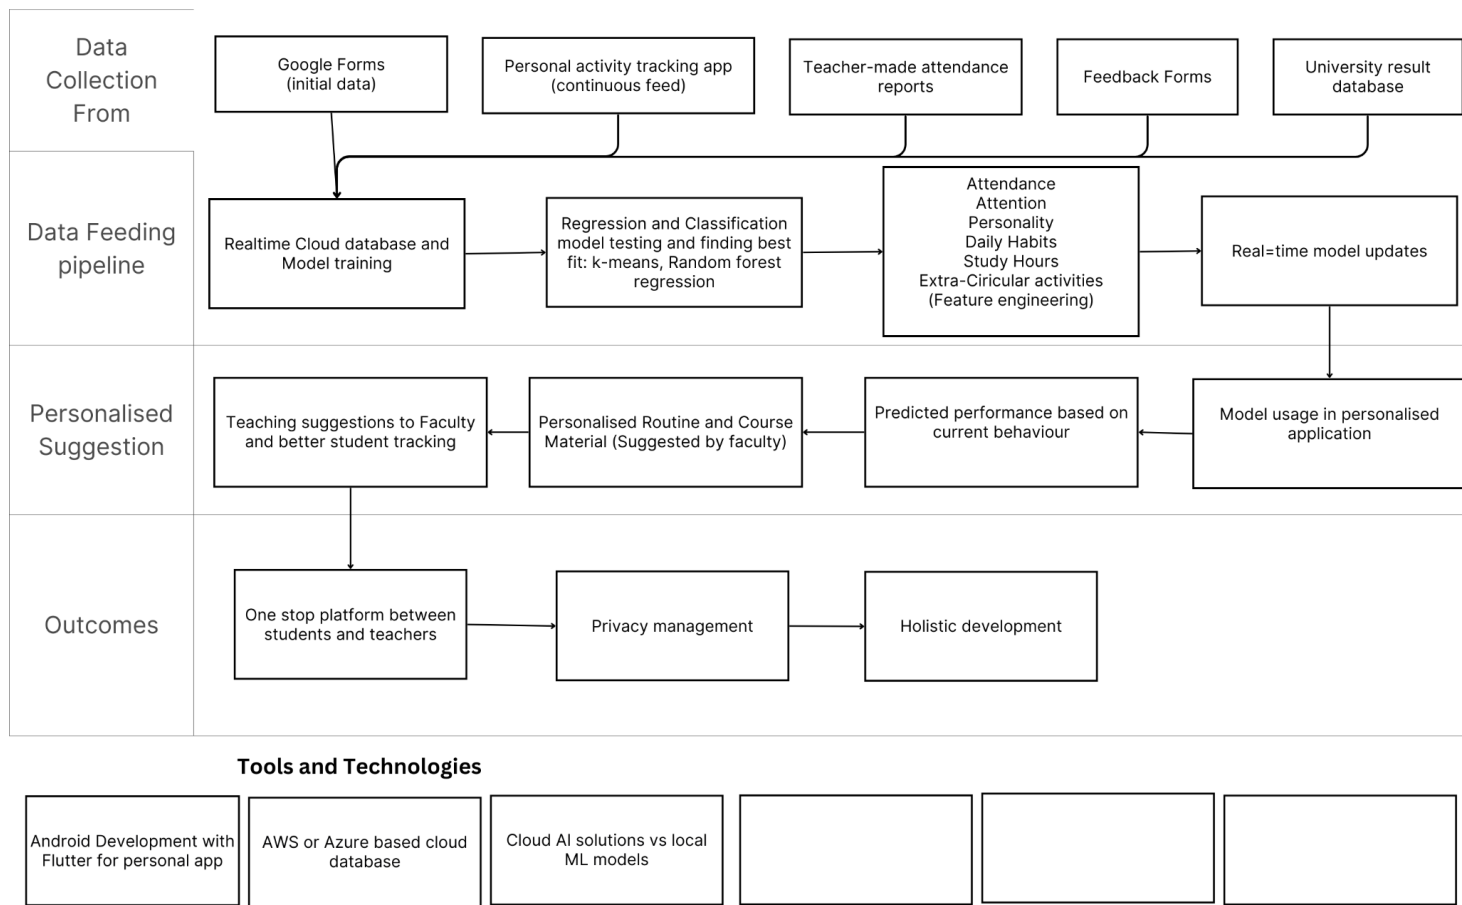 Data
Collection
From
Google Forms
(initial data)
Personal activity tracking app
(continuous feed)
Teacher-made attendance
reports
Feedback Forms
University result
database
Data Feeding
pipeline
Realtime Cloud database and
Model training
Regression and Classification
model testing and finding best
fit: k-means, Random forest
regression
Attendance
Attention
Personality
Daily Habits
Study Hours
Extra-Ciricular activities
(Feature engineering)
Real=time model updates
Personalised
Suggestion
Teaching suggestions to Faculty
and better student tracking
Personalised Routine and Course
Material (Suggested by faculty)
Predicted performance based on
current behaviour
Model usage in personalised
application
Outcomes
One stop platform between
students and teachers
Privacy management
Holistic development
Tools and Technologies
Android Development with
Flutter for personal app
AWS or Azure based cloud
database
Cloud AI solutions vs local
ML models